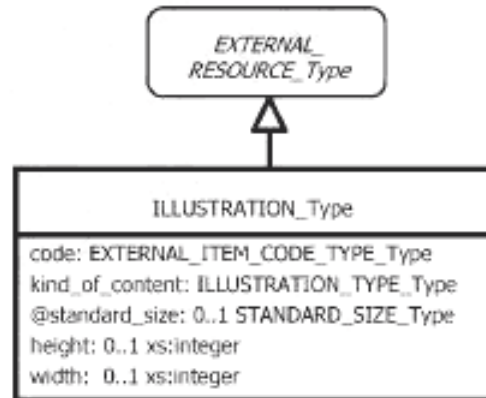 EXTERNAL_
RESOURCE_Type
ILLUSTRATION_Type
code: EXTERNAL_ITEM_CODE_TYPE_Type
kind_of_content: ILLUSTRATION_TYPE_Type
@standard_size: 0..1 STANDARD_SIZE_Type
height: 0..1 xs:integer
width: 0..1 xs:integer